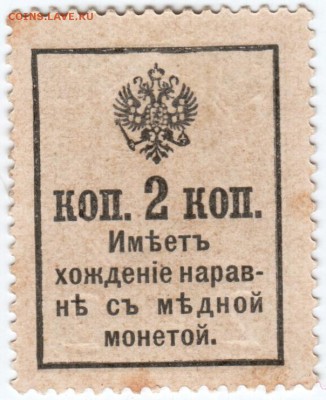 COINS.LAVE.RU
КОП. 2 КОП.
Имѣетъ
хожденіе нарав-
нѣ съ мѣдной
монетой.